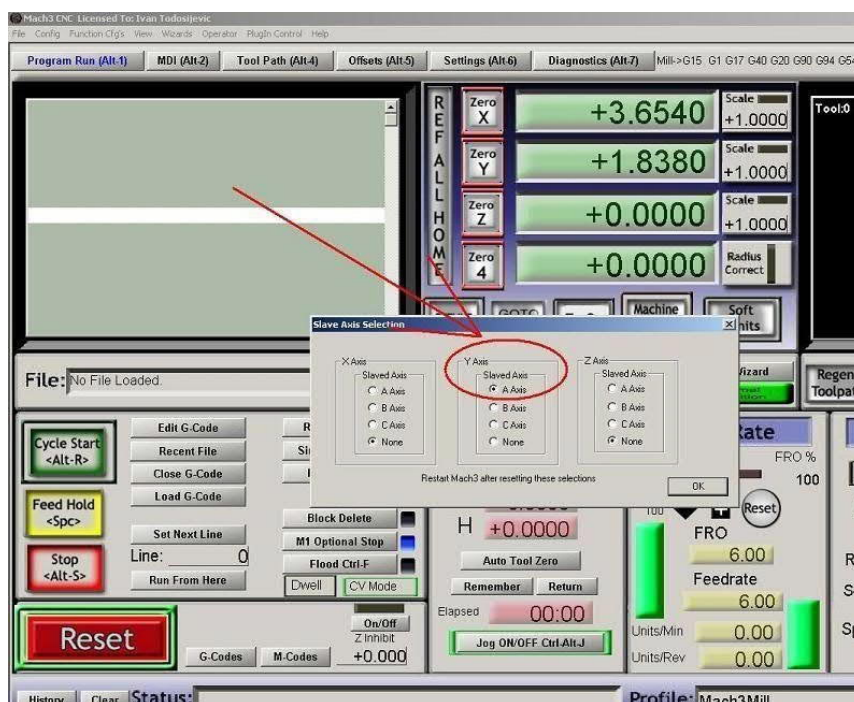 Mach3 CNC Licensed To: Ivan Todosijevic
File Config Function Cfg's View Wizards Operator PlugIn Control Help
Program Run (Alt-1) MDI (Alt-2) Tool Path (Alt-4) Offsets (Alt-5) Settings (Alt-6) Diagnostics (Alt-7) Mill->G15 G1 G17 G40 G20 G90 G94 G54
REF ALL HOME
Zero X +3.6540 Scale +1.0000
Tool:0
Zero Y +1.8380 Scale +1.0000
Zero Z +0.0000 Scale +1.0000
Zero 4 +0.0000 Radius Correct
GOTO Machine Soft
Slave Axis Selection
X Axis Y Axis Z Axis
Slaved Axis Slaved Axis Slaved Axis
A Axis A Axis A Axis
B Axis B Axis B Axis
C Axis C Axis C Axis
None None None
Restart Mach3 after resetting these selections
OK
File: No File Loaded.
Regen
Toolpat
Cycle Start
<Alt-R>
Feed Hold
<Spc>
Stop
<Alt-S>
Edit G-Code
Recent File
Close G-Code
Load G-Code
Set Next Line
Line: 0
Run From Here
Block Delete
M1 Optional Stop
Flood Ctrl-F
Dwell CV Mode
H +0.0000
Auto Tool Zero
Remember Return
Elapsed 00:00
Jog ON/OFF Ctrl-Alt-J
FRO %
100
100
Reset
FRO
6.00
Feedrate
6.00
Units/Min 0.00
Units/Rev 0.00
Reset
G-Codes M-Codes
On/Off
Z Inhibit
+0.000
History Clear Status:
Profile: Mach3Mill